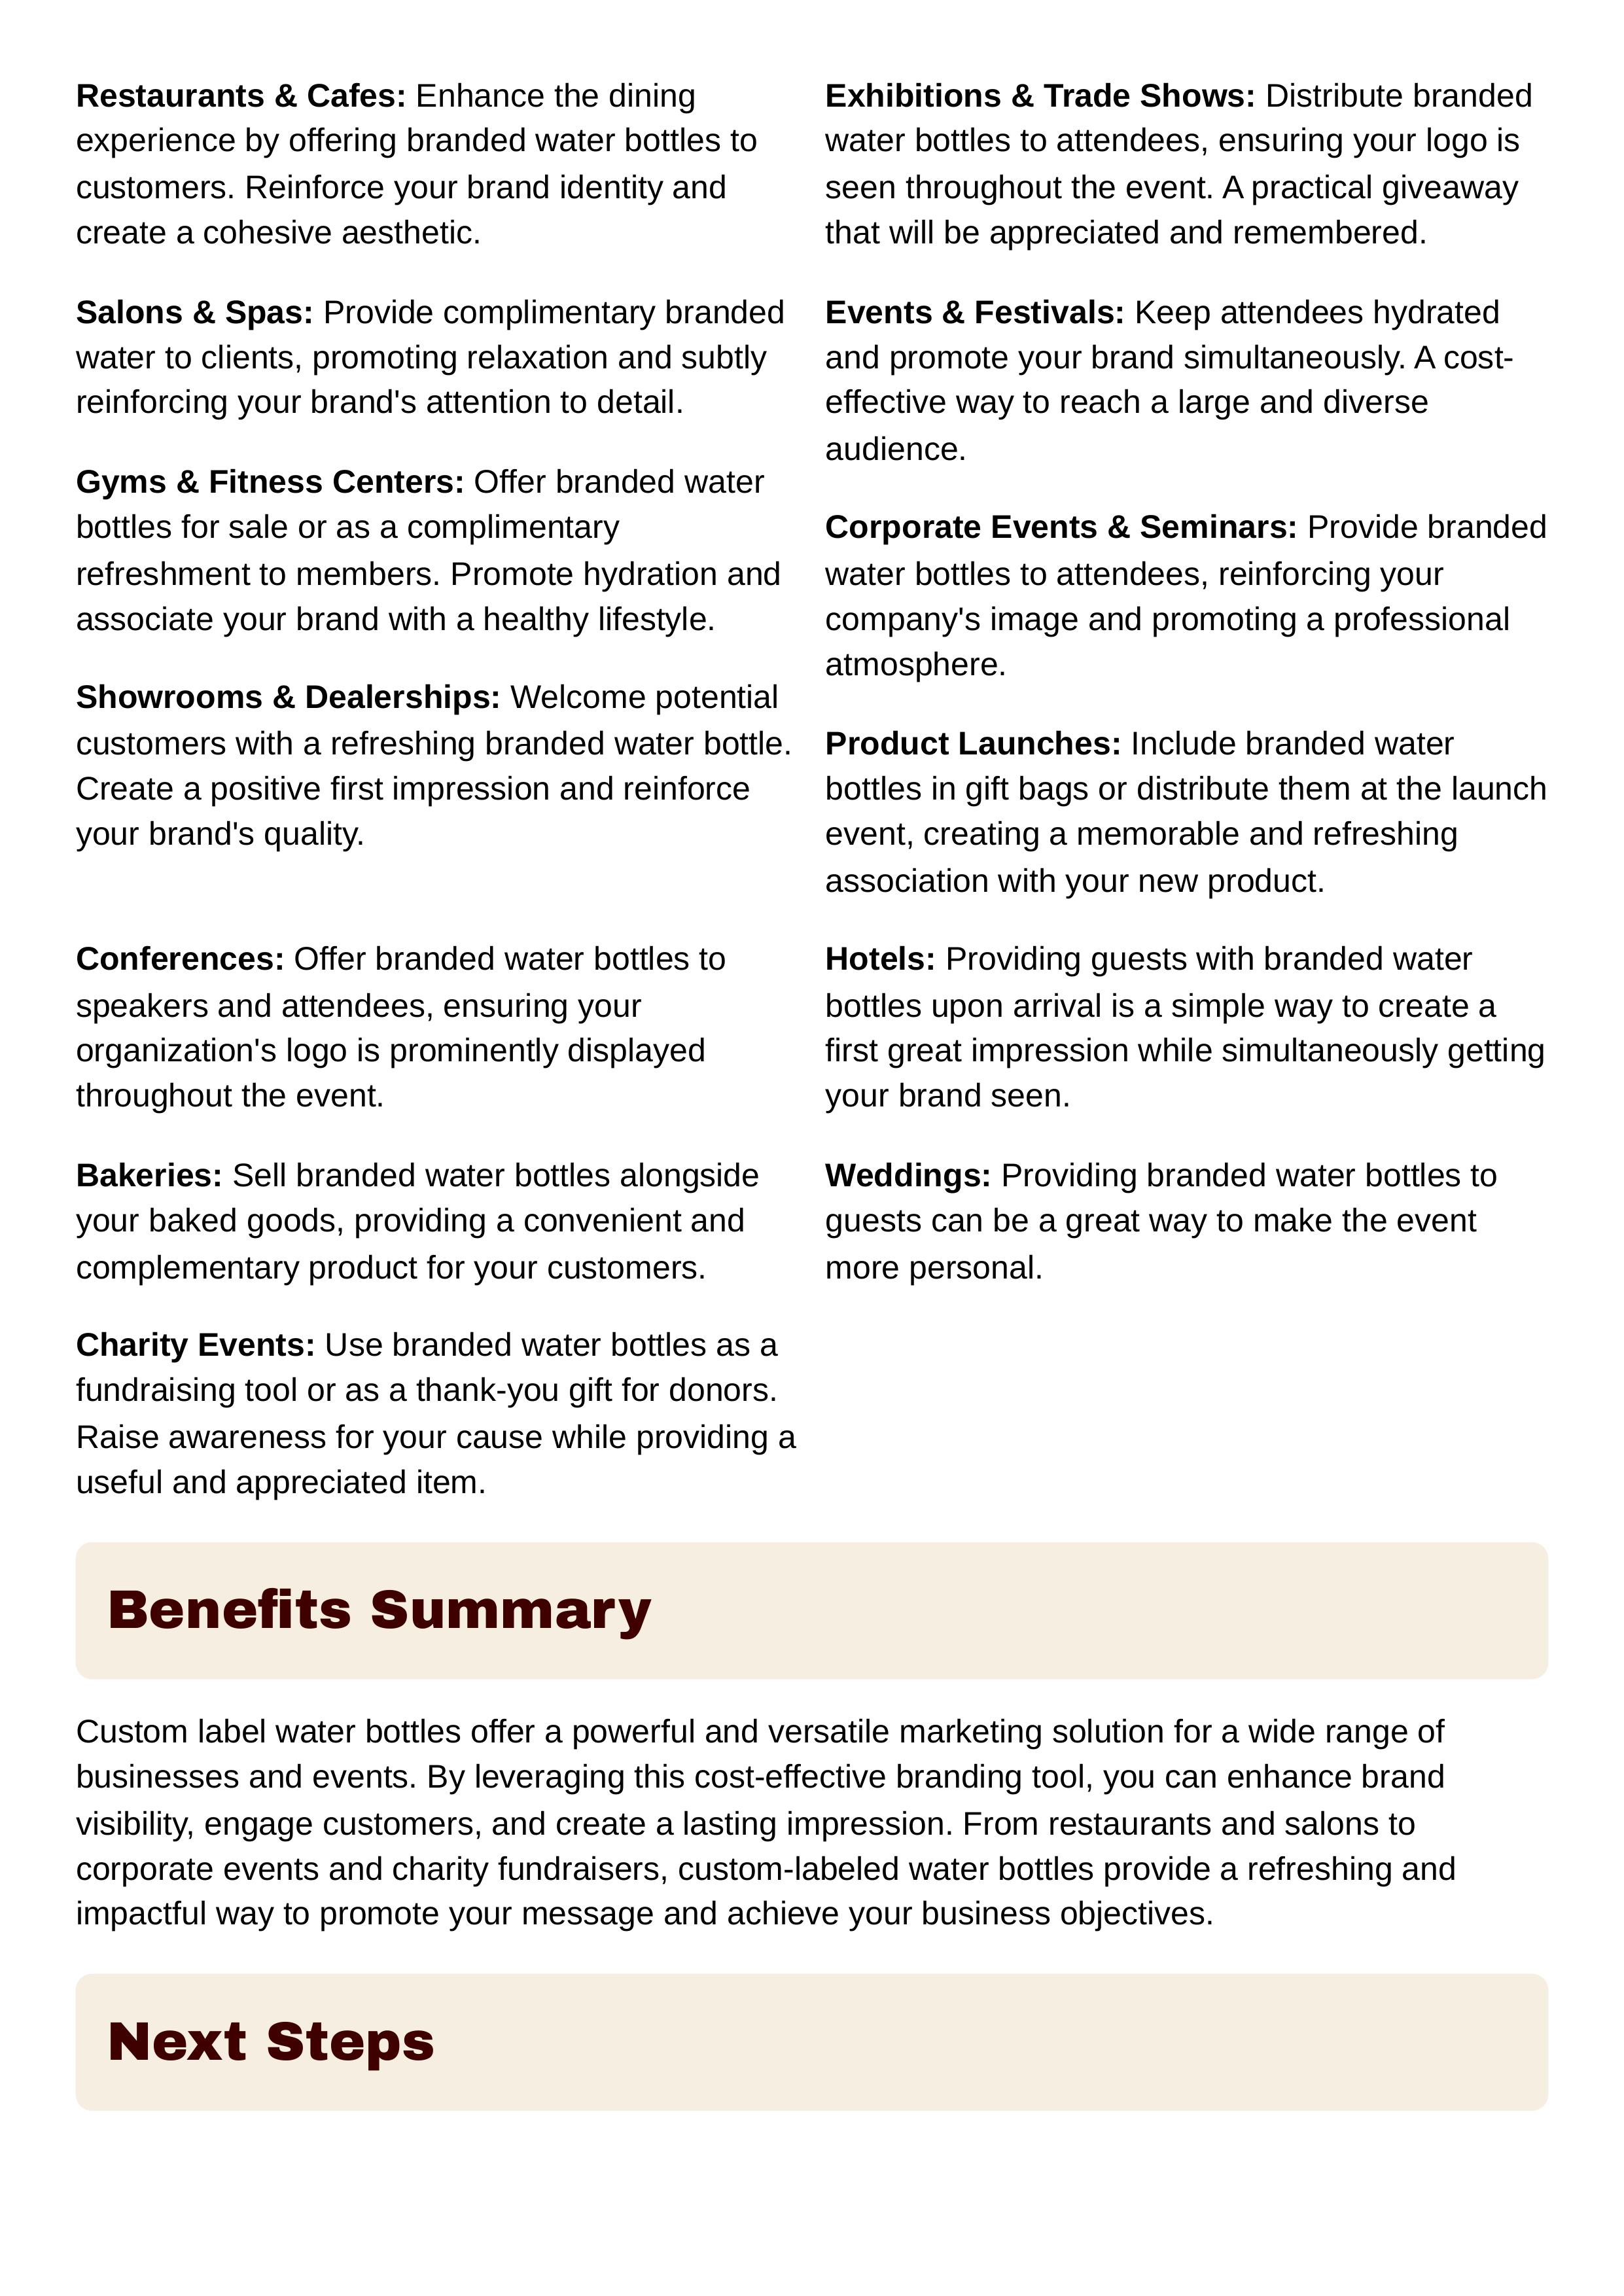 Restaurants & Cafes: Enhance the dining
experience by offering branded water bottles to
customers. Reinforce your brand identity and
create a cohesive aesthetic.
Salons & Spas: Provide complimentary branded
water to clients, promoting relaxation and subtly
reinforcing your brand's attention to detail.
Gyms & Fitness Centers: Offer branded water
bottles for sale or as a complimentary
refreshment to members. Promote hydration and
associate your brand with a healthy lifestyle.
Showrooms & Dealerships: Welcome potential
customers with a refreshing branded water bottle.
Create a positive first impression and reinforce
your brand's quality.
Exhibitions & Trade Shows: Distribute branded
water bottles to attendees, ensuring your logo is
seen throughout the event. A practical giveaway
that will be appreciated and remembered.
Events & Festivals: Keep attendees hydrated
and promote your brand simultaneously. A cost-
effective way to reach a large and diverse
audience.
Corporate Events & Seminars: Provide branded
water bottles to attendees, reinforcing your
company's image and promoting a professional
atmosphere.
Product Launches: Include branded water
bottles in gift bags or distribute them at the launch
event, creating a memorable and refreshing
association with your new product.
Conferences: Offer branded water bottles to
speakers and attendees, ensuring your
organization's logo is prominently displayed
throughout the event.
Bakeries: Sell branded water bottles alongside
your baked goods, providing a convenient and
complementary product for your customers.
Charity Events: Use branded water bottles as a
fundraising tool or as a thank-you gift for donors.
Raise awareness for your cause while providing a
useful and appreciated item.
Hotels: Providing guests with branded water
bottles upon arrival is a simple way to create a
first great impression while simultaneously getting
your brand seen.
Weddings: Providing branded water bottles to
guests can be a great way to make the event
more personal.
Benefits Summary
Custom label water bottles offer a powerful and versatile marketing solution for a wide range of
businesses and events. By leveraging this cost-effective branding tool, you can enhance brand
visibility, engage customers, and create a lasting impression. From restaurants and salons to
corporate events and charity fundraisers, custom-labeled water bottles provide a refreshing and
impactful way to promote your message and achieve your business objectives.
Next Steps